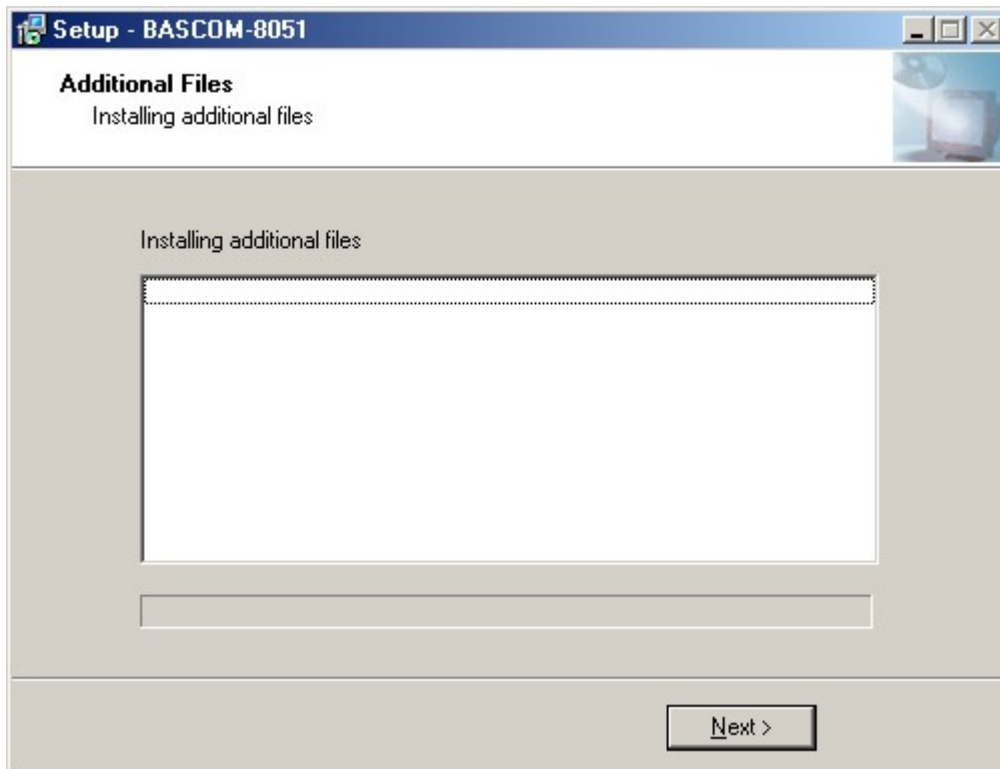 Setup - BASCOM-8051
Additional Files
Installing additional files
Installing additional files
Next >